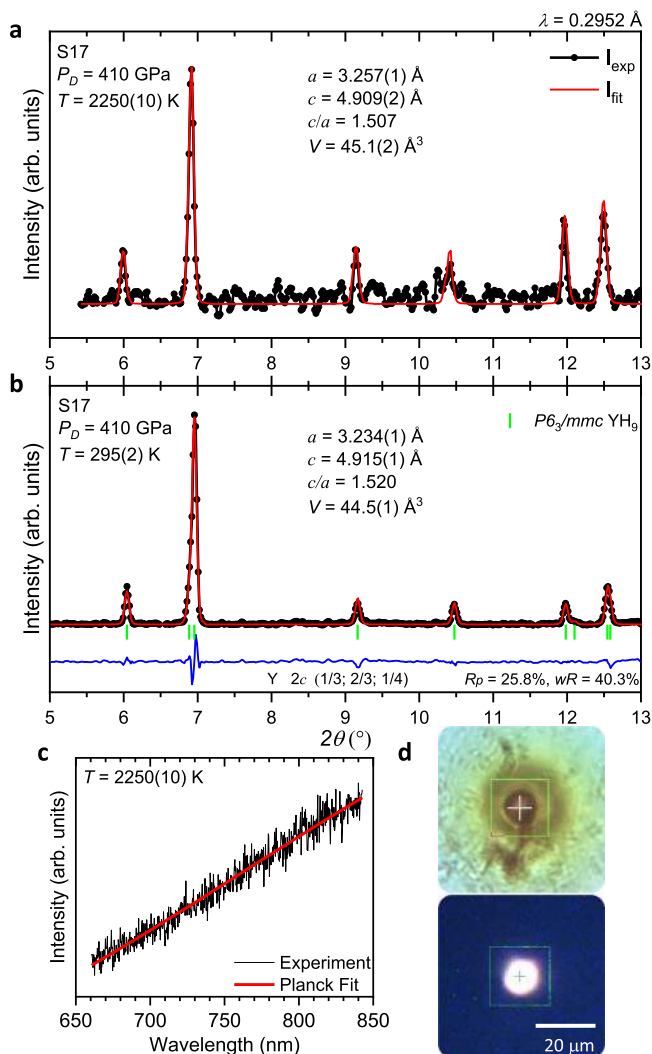 a
λ = 0.2952 Å
S17
P_D = 410 GPa
T = 2250(10) K
a = 3.257(1) Å
c = 4.909(2) Å
c/a = 1.507
V = 45.1(2) Å³
I_exp
I_fit
Intensity (arb. units)
5 6 7 8 9 10 11 12 13
b
S17
P_D = 410 GPa
T = 295(2) K
a = 3.234(1) Å
c = 4.915(1) Å
c/a = 1.520
V = 44.5(1) Å³
P6₃/mmc YH₉
Intensity (arb. units)
Y 2c (1/3; 2/3; 1/4)
Rp = 25.8%, wR = 40.3%
5 6 7 8 9 10 11 12 13
2θ (°)
c
T = 2250(10) K
Intensity (arb. units)
Experiment
Planck Fit
650 700 750 800 850
Wavelength (nm)
d
20 μm